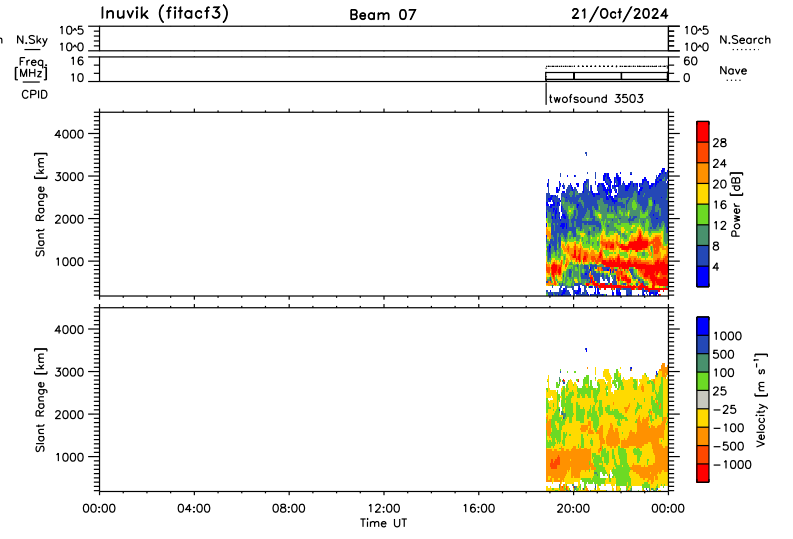 Inuvik (fitacf3) Beam 07 21/Oct/2024
N.Sky 10^5 10^0 10^5 10^0 N.Search
Freq. [MHz] 16 10 60 0 Nave
CPID twofsound 3503
Slant Range [km] 4000 3000 2000 1000
28 24 20 16 12 8 4 Power [dB]
Slant Range [km] 4000 3000 2000 1000
1000 500 100 25 −25 −100 −500 −1000 Velocity [m s⁻¹]
00:00 04:00 08:00 12:00 16:00 20:00 00:00
Time UT